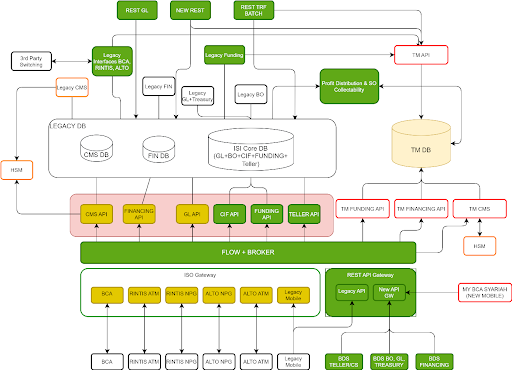 REST GL
NEW REST
REST TRF
BATCH
3rd Party
Switching
Legacy
Interfaces BCA,
RINTIS, ALTO
Legacy Funding
TM API
Legacy CMS
Legacy FIN
Legacy
GL+Treasury
Legacy BO
Profit Distribution & SO
Collectability
LEGACY DB
CMS DB
FIN DB
ISI Core DB
(GL+BO+CIF+FUNDING+
Teller)
TM DB
HSM
CMS API
FINANCING
API
GL API
CIF API
FUNDING
API
TELLER API
TM FUNDING API
TM FINANCING API
TM CMS
HSM
FLOW + BROKER
ISO Gateway
REST API Gateway
BCA
RINTIS ATM
RINTIS NPG
ALTO NPG
ALTO ATM
Legacy
Mobile
Legacy API
New API
GW
MY BCA SYARIAH
(NEW MOBILE)
BCA
RINTIS ATM
RINTIS NPG
ALTO NPG
ALTO ATM
Legacy
Mobile
BDS
TELLER/CS
BDS BO, GL,
TREASURY
BDS
FINANCING